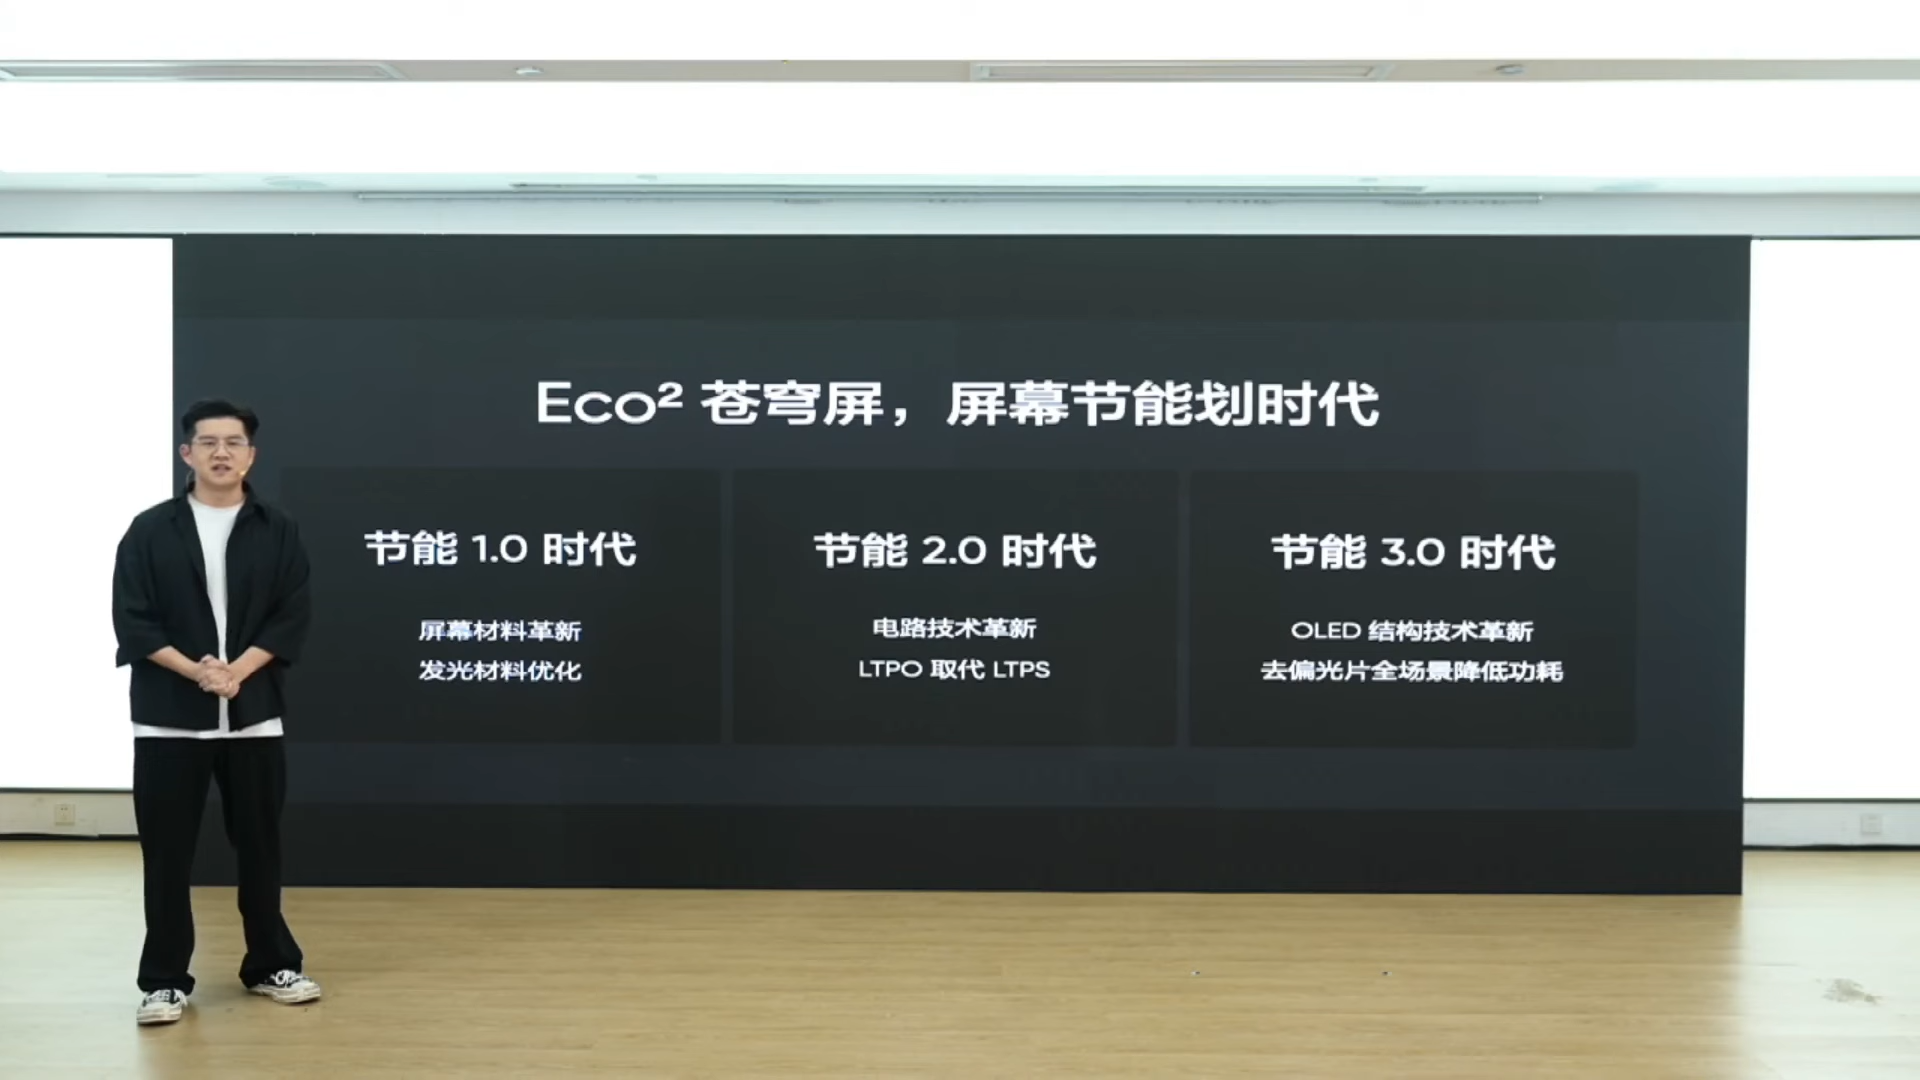 Eco² 苍穹屏，屏幕节能划时代
节能 1.0 时代
屏幕材料革新
发光材料优化
节能 2.0 时代
电路技术革新
LTPO 取代 LTPS
节能 3.0 时代
OLED 结构技术革新
去偏光片全场景降低功耗